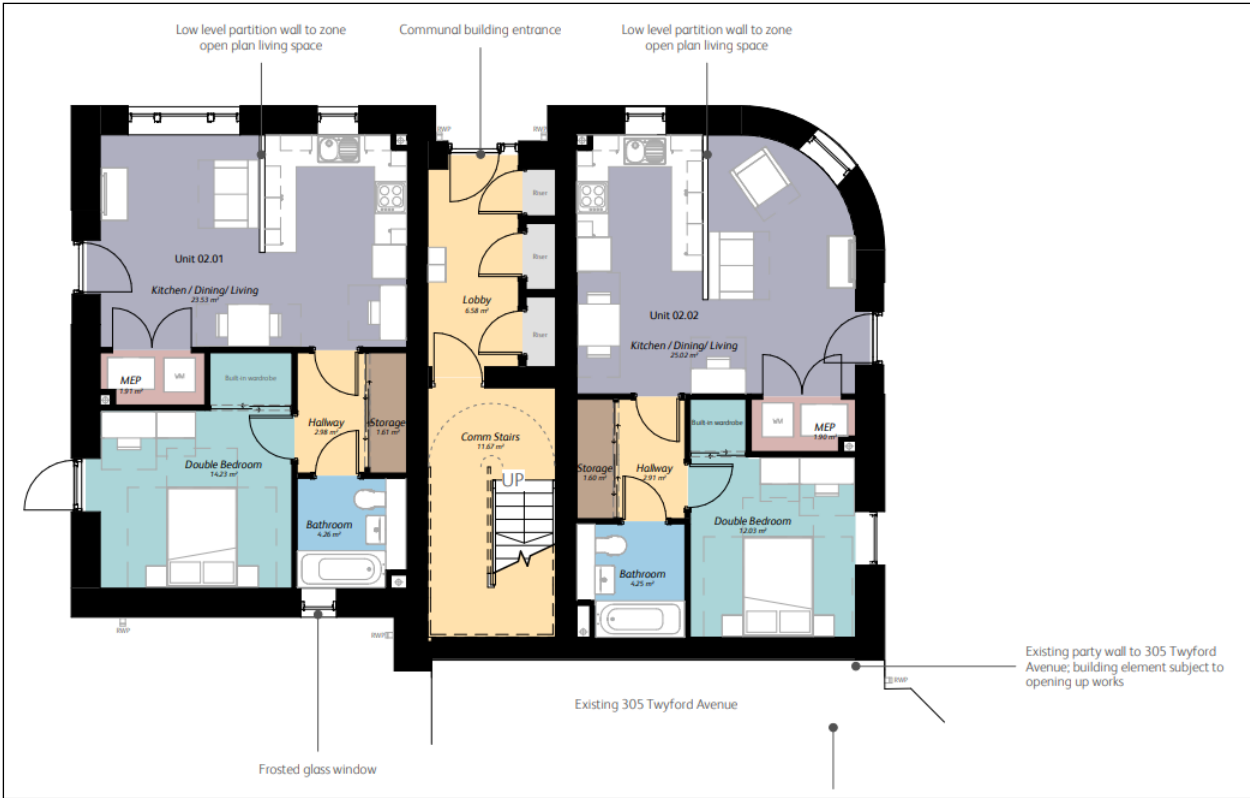 Low level partition wall to zone
open plan living space
Communal building entrance
Low level partition wall to zone
open plan living space
RWP
RWP
Riser
Riser
Riser
Unit 02.01
Kitchen / Dining/ Living
23.53 m²
Lobby
6.58 m²
Unit 02.02
Kitchen / Dining/ Living
25.02 m²
MEP
1.91 m²
VM
Built-in wardrobe
Hallway
2.98 m²
Storage
1.61 m²
Double Bedroom
14.23 m²
Bathroom
4.26 m²
Comm Stairs
11.67 m²
UP
Storage
1.60 m²
Hallway
2.91 m²
Built-in wardrobe
VM
MEP
1.90 m²
Double Bedroom
12.03 m²
Bathroom
4.25 m²
RWP
RWP
RWP
Existing party wall to 305 Twyford
Avenue; building element subject to
opening up works
Existing 305 Twyford Avenue
Frosted glass window